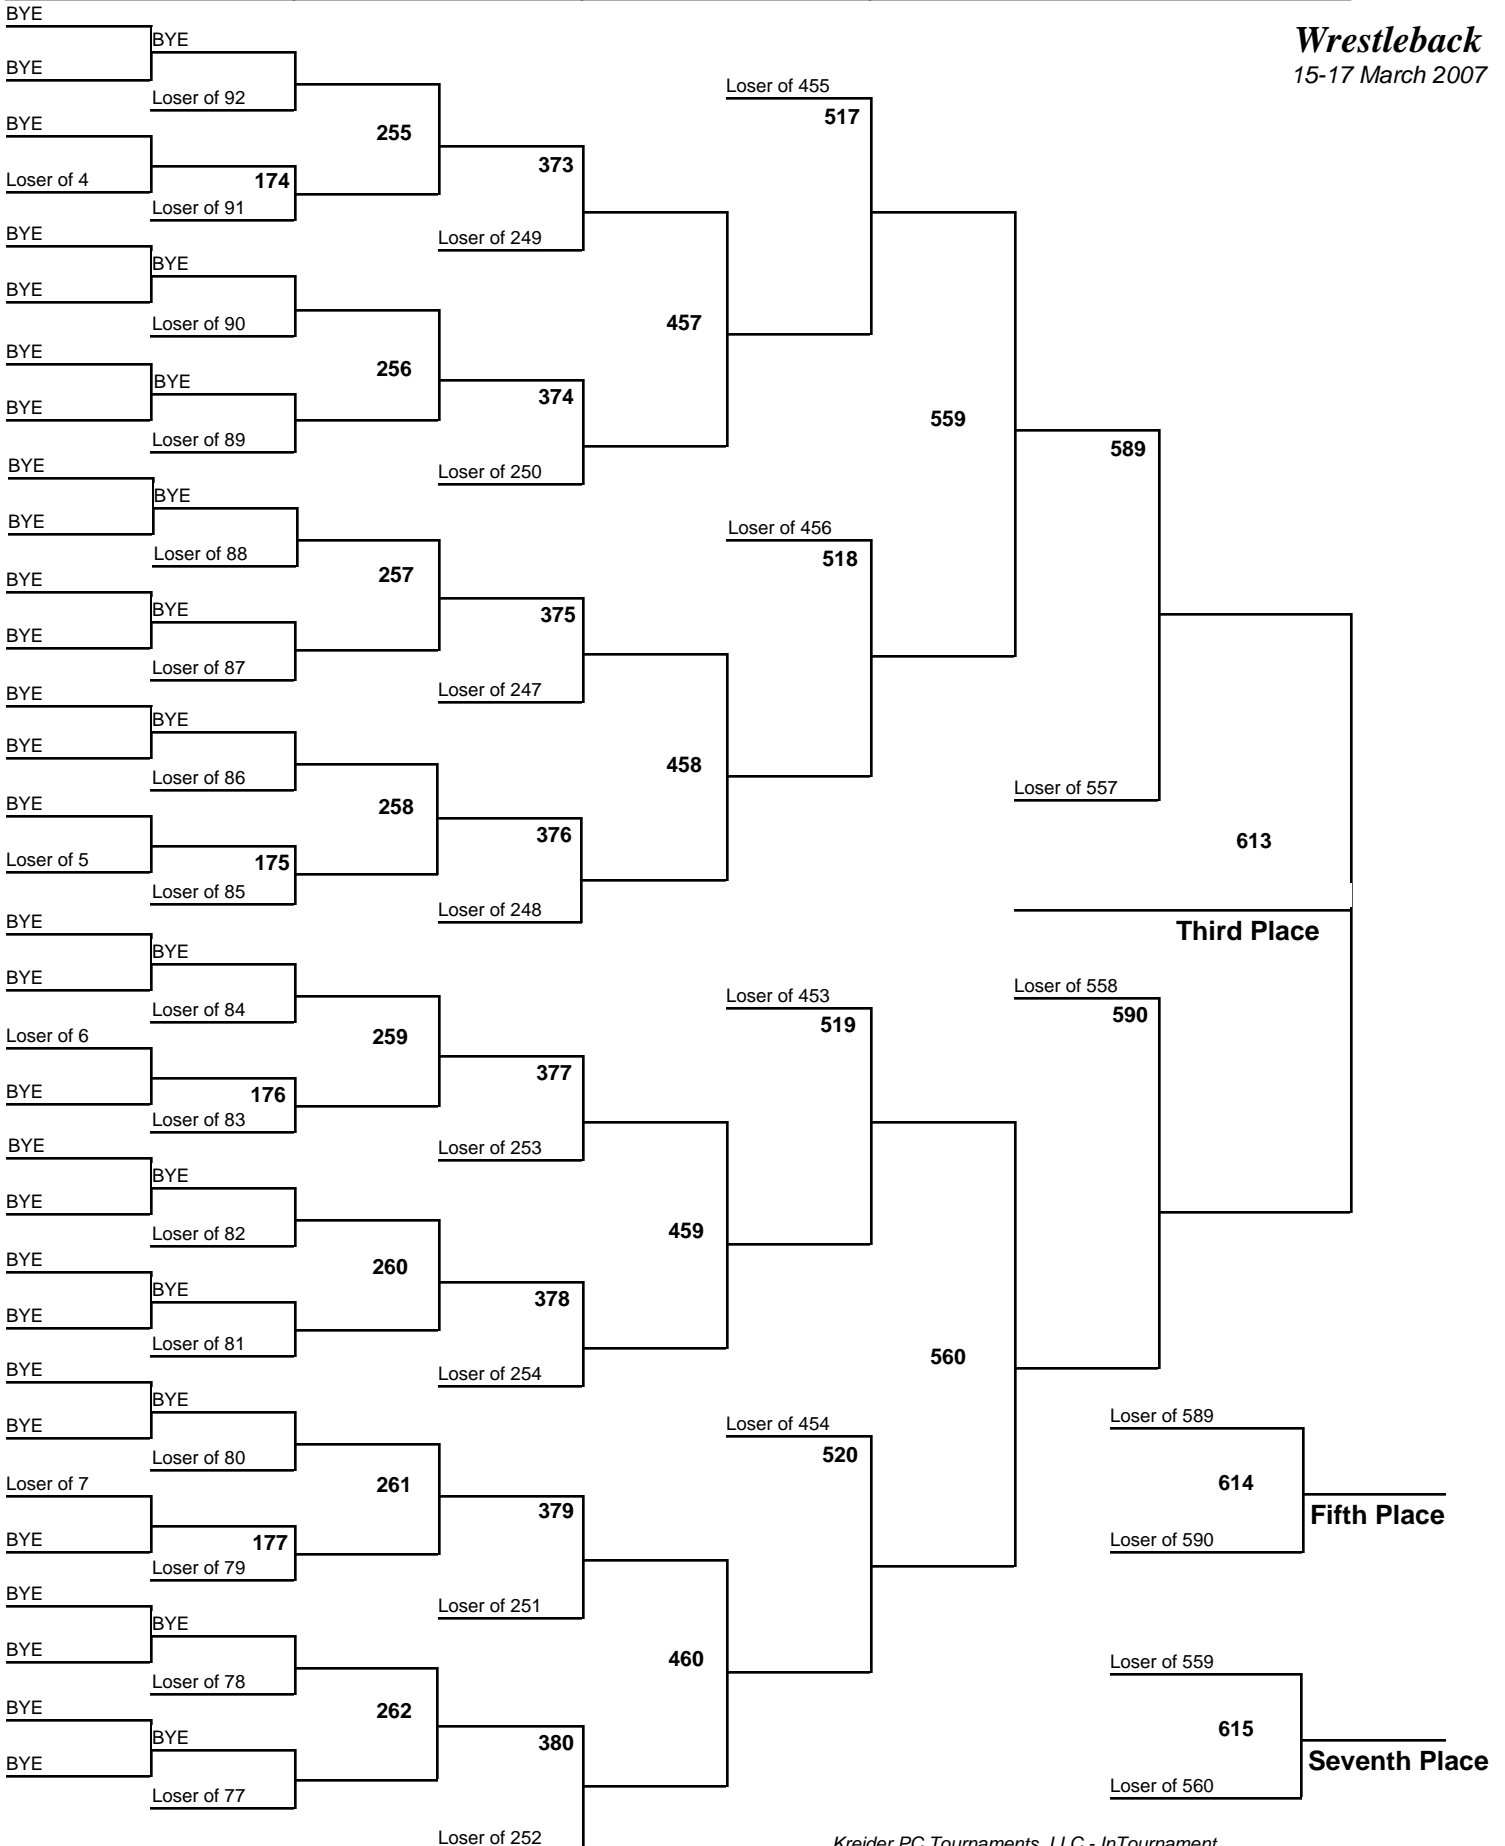 BYE
Wrestleback
15-17 March 2007
BYE
BYE
Loser of 92
Loser of 455
517
BYE
255
373
Loser of 4
174
Loser of 91
BYE
Loser of 249
BYE
BYE
Loser of 90
457
BYE
256
BYE
374
BYE
559
Loser of 89
589
BYE
Loser of 250
BYE
BYE
Loser of 456
Loser of 88
518
BYE
257
BYE
375
BYE
Loser of 87
BYE
Loser of 247
BYE
BYE
458
Loser of 86
Loser of 557
BYE
258
376
613
Loser of 5
175
Loser of 85
Loser of 248
BYE
Third Place
BYE
BYE
Loser of 558
Loser of 453
Loser of 84
590
519
Loser of 6
259
377
BYE
176
Loser of 83
BYE
Loser of 253
BYE
BYE
Loser of 82
459
BYE
260
BYE
378
BYE
Loser of 81
560
BYE
Loser of 254
BYE
Loser of 589
BYE
Loser of 454
Loser of 80
520
Loser of 7
261
614
379
Fifth Place
BYE
177
Loser of 590
Loser of 79
BYE
Loser of 251
BYE
BYE
460
Loser of 559
Loser of 78
BYE
262
615
BYE
380
BYE
Seventh Place
Loser of 560
Loser of 77
Loser of 252
Kreider PC Tournaments, LLC - InTournament